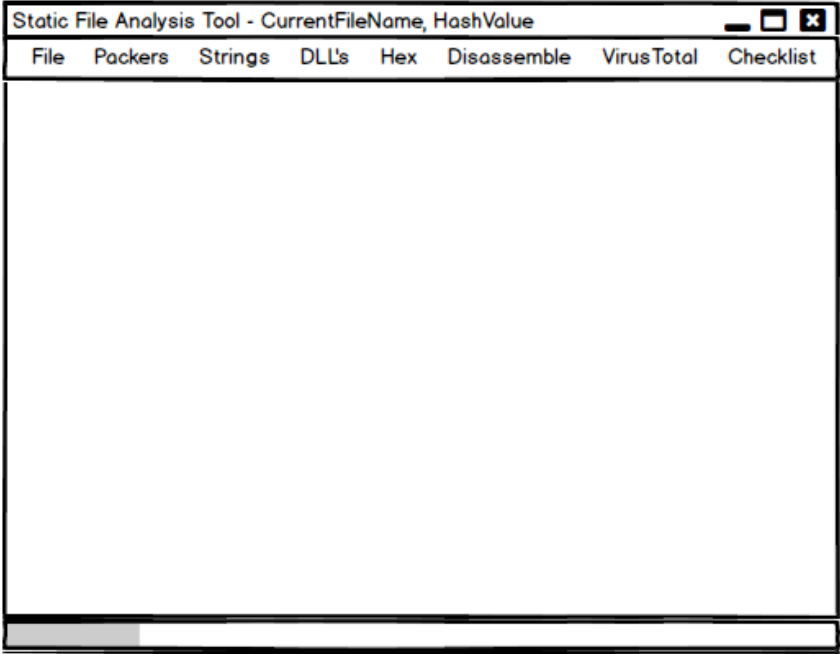 Static File Analysis Tool - CurrentFileName, HashValue
File Packers Strings DLL's Hex Disassemble VirusTotal Checklist